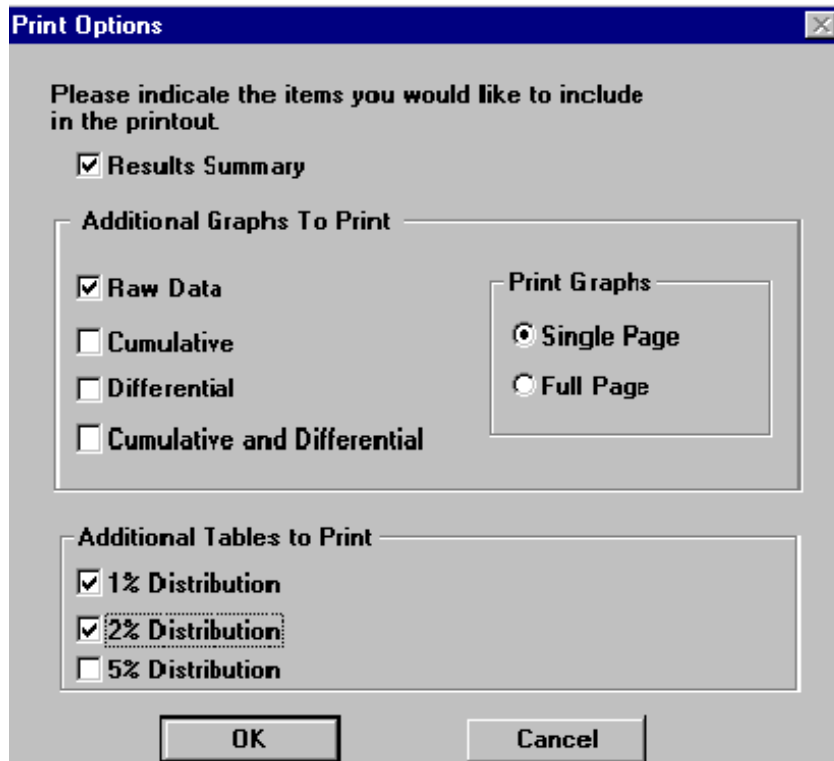 Print Options
Please indicate the items you would like to include
in the printout.
Results Summary
Additional Graphs To Print
Raw Data
Cumulative
Differential
Cumulative and Differential
Print Graphs
Single Page
Full Page
Additional Tables to Print
1% Distribution
2% Distribution
5% Distribution
OK
Cancel